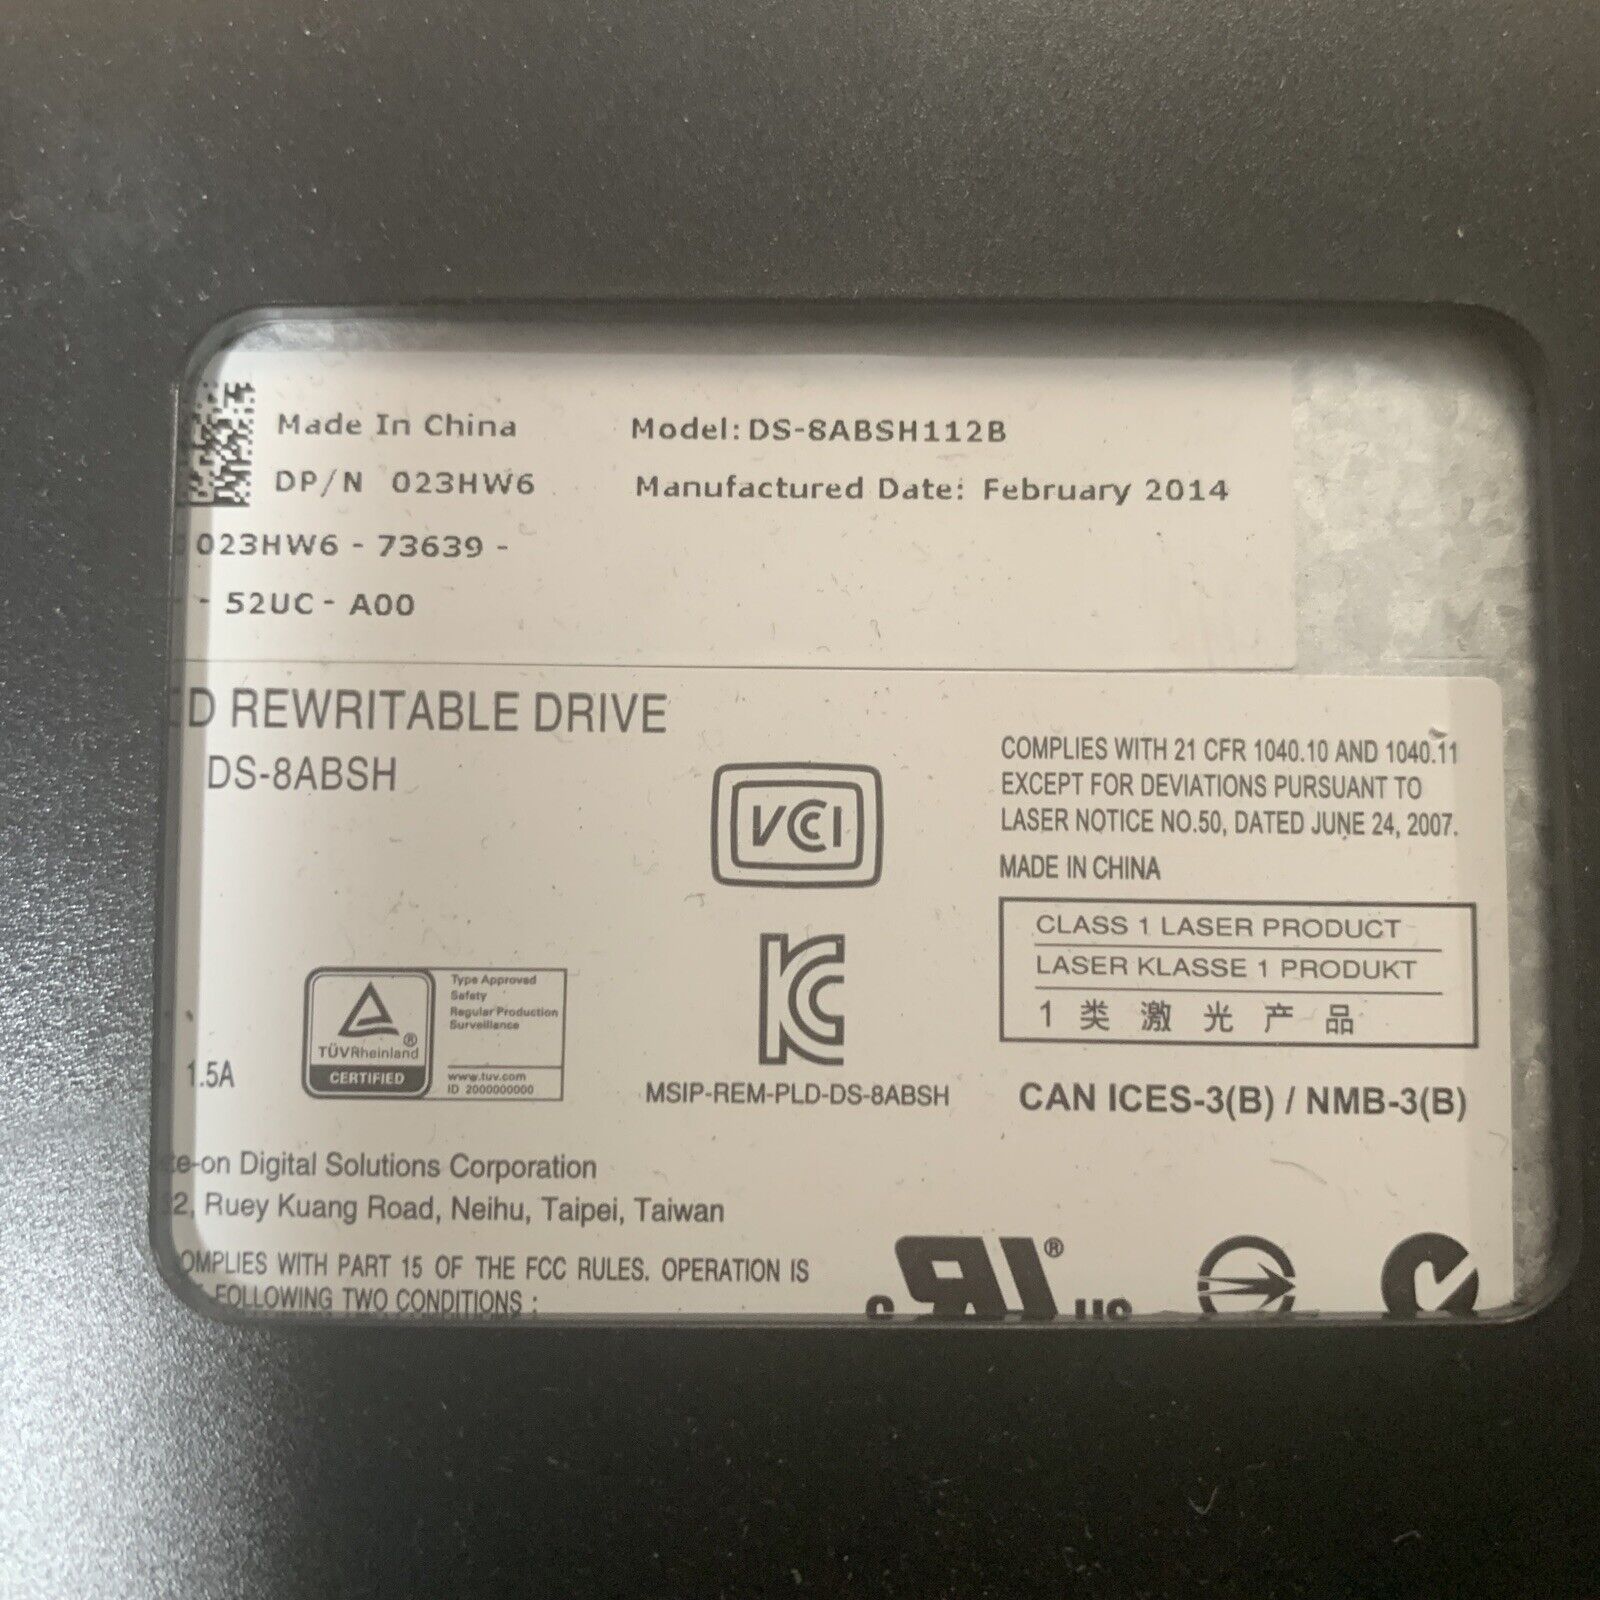 Made In China
Model: DS-8ABSH112B
DP/N 023HW6
Manufactured Date: February 2014
023HW6 - 73639 -
- 52UC - A00
D REWRITABLE DRIVE
DS-8ABSH
COMPLIES WITH 21 CFR 1040.10 AND 1040.11
EXCEPT FOR DEVIATIONS PURSUANT TO
LASER NOTICE NO.50, DATED JUNE 24, 2007.
MADE IN CHINA
VCCI
CLASS 1 LASER PRODUCT
LASER KLASSE 1 PRODUKT
1 类 激 光 产 品
Type Approved
Safety
Regular Production
Surveillance
TÜVRheinland ®
CERTIFIED
www.tuv.com
ID 2000000000
1.5A
MSIP-REM-PLD-DS-8ABSH
CAN ICES-3(B) / NMB-3(B)
e-on Digital Solutions Corporation
2, Ruey Kuang Road, Neihu, Taipei, Taiwan
OMPLIES WITH PART 15 OF THE FCC RULES. OPERATION IS
FOLLOWING TWO CONDITIONS :
c RU ® US